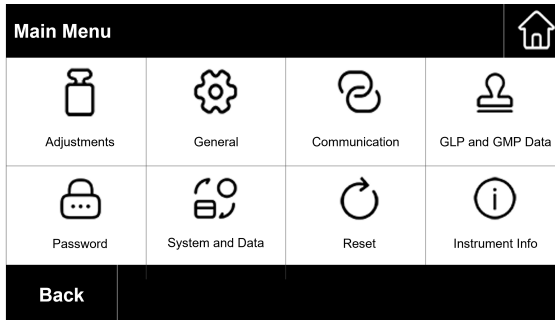 Main Menu
Adjustments
General
Communication
GLP and GMP Data
Password
System and Data
Reset
Instrument Info
Back